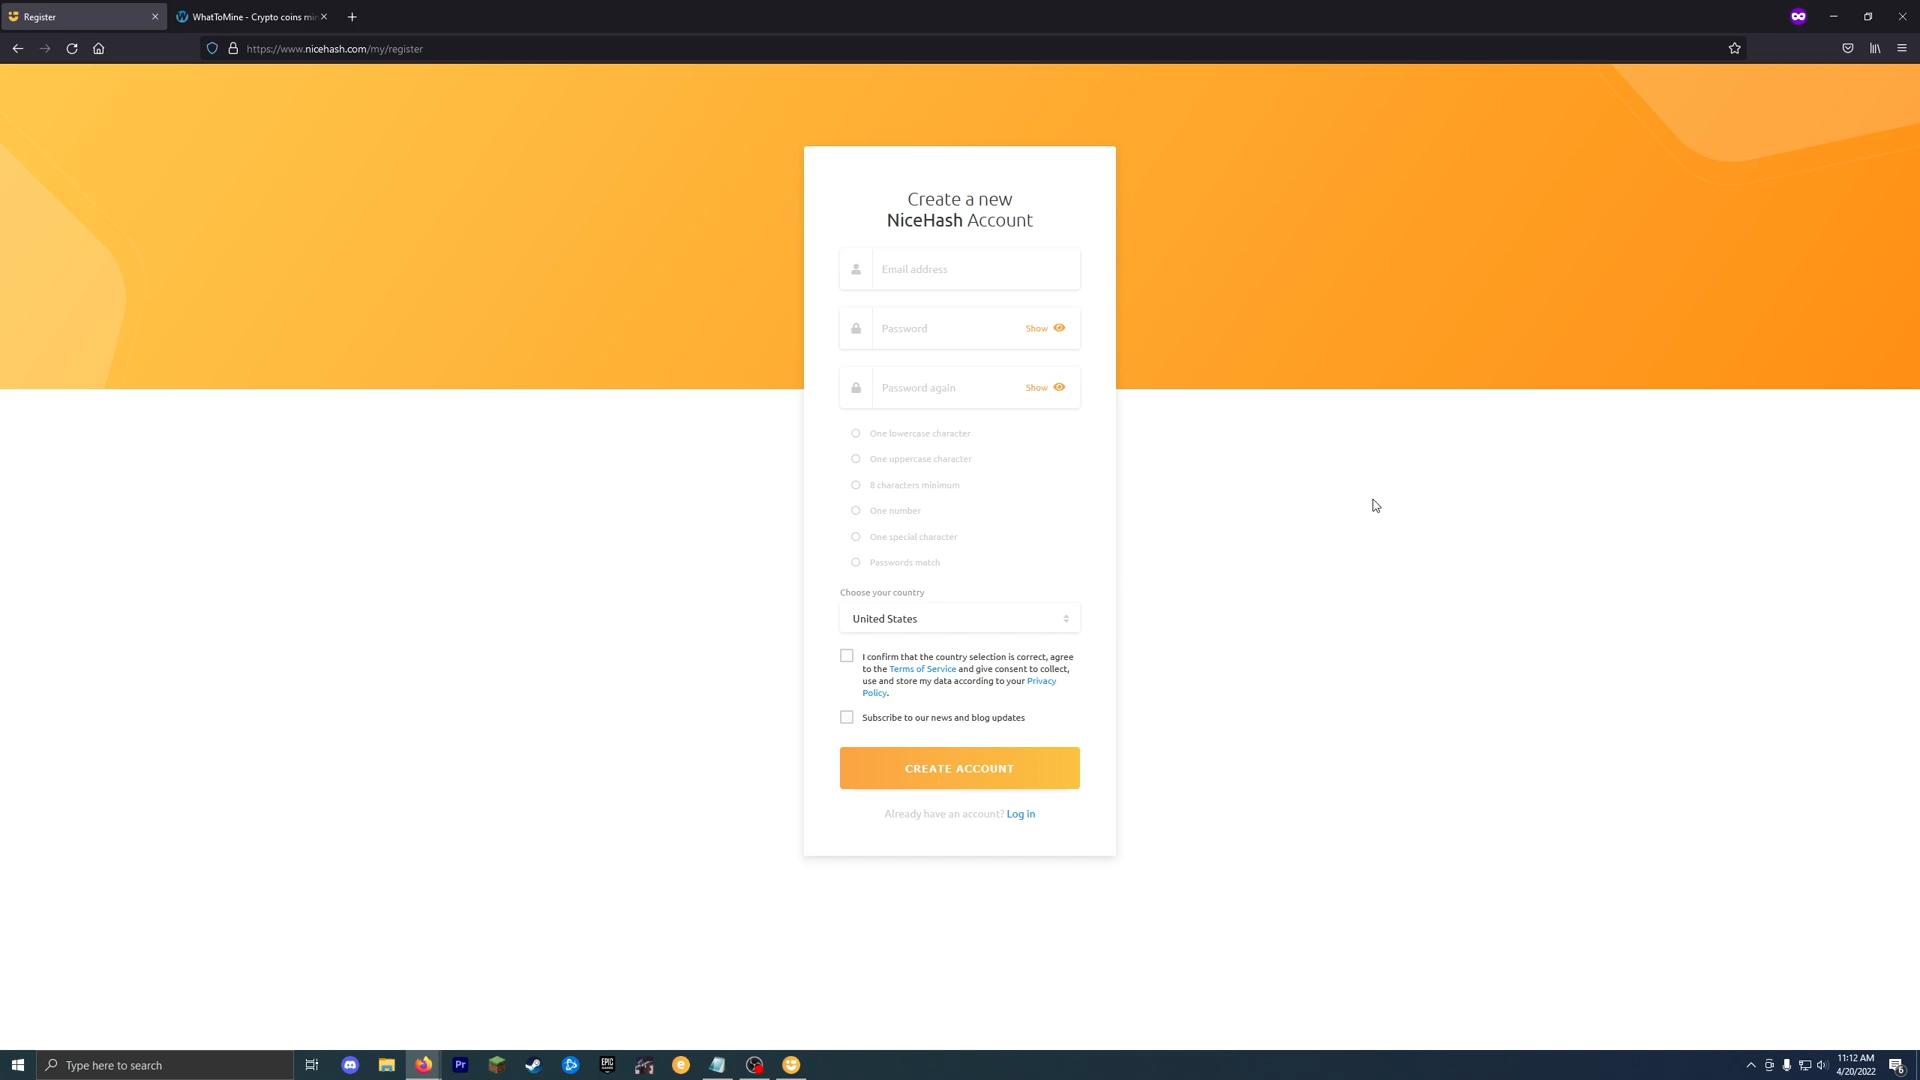 Register
WhatToMine - Crypto coins mi
https://www.nicehash.com/my/register
Create a new
NiceHash Account
Email address
Password
Show
Password again
Show
One lowercase character
One uppercase character
8 characters minimum
One number
One special character
Passwords match
Choose your country
United States
I confirm that the country selection is correct, agree
to the Terms of Service and give consent to collect,
use and store my data according to your Privacy
Policy.
Subscribe to our news and blog updates
CREATE ACCOUNT
Already have an account? Log in
Type here to search
Pr
EPIC
GAMES
11:12 AM
4/20/2022
6